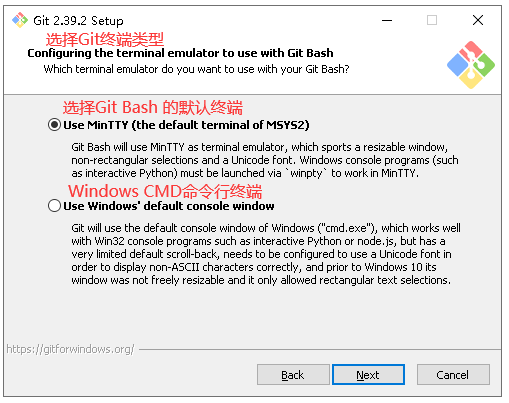 Git 2.39.2 Setup
选择Git终端类型
Configuring the terminal emulator to use with Git Bash
Which terminal emulator do you want to use with your Git Bash?
选择Git Bash 的默认终端
Use MinTTY (the default terminal of MSYS2)
Git Bash will use MinTTY as terminal emulator, which sports a resizable window,
non-rectangular selections and a Unicode font. Windows console programs (such
as interactive Python) must be launched via `winpty` to work in MinTTY.
Windows CMD命令行终端
Use Windows' default console window
Git will use the default console window of Windows ("cmd.exe"), which works well
with Win32 console programs such as interactive Python or node.js, but has a
very limited default scroll-back, needs to be configured to use a Unicode font in
order to display non-ASCII characters correctly, and prior to Windows 10 its
window was not freely resizable and it only allowed rectangular text selections.
https://gitforwindows.org/
Back
Next
Cancel